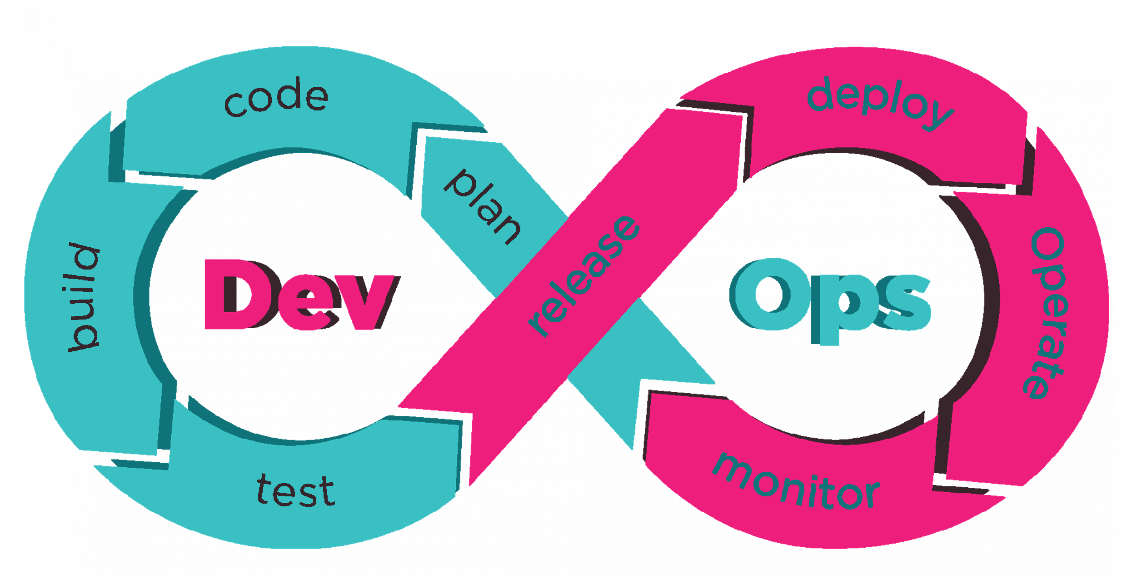 code
plan
build
Dev
test
release
deploy
Operate
Ops
monitor